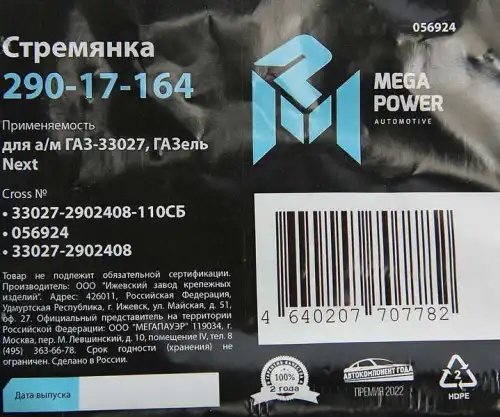 056924
Стремянка
290-17-164
MEGA
POWER
AUTOMOTIVE
Применяемость
для а/м ГАЗ-33027, ГАЗель
Next
Cross №
• 33027-2902408-110СБ
• 056924
• 33027-2902408
Товар не подлежит обязательной сертификации.
Производитель: ООО "Ижевский завод крепежных
изделий". Адрес: 426011, Российская Федерация,
Удмуртская Республика, г. Ижевск, ул. Майская, д. 51,
оф. 27. Официальный представитель на территории
Российской Федерации: ООО "МЕГАПАУЭР" 119034, г.
Москва, пер. М. Левшинский, д. 10, помещение IV, тел. 8
(495) 363-66-78. Срок годности (хранения) не
ограничен.
4 640207 707782
Дата выпуска
100%
2 года
АВТОКОМПОНЕНТ ГОДА
ПРЕМИЯ 2022
2
HDPE